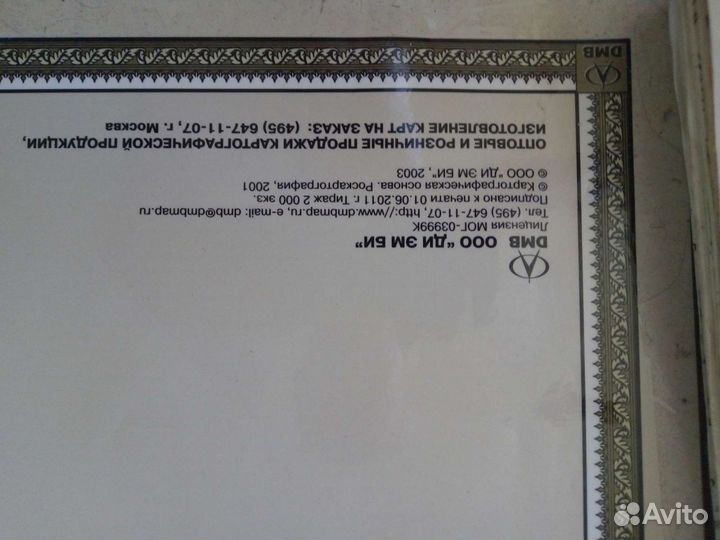 DMB ООО "ДИ ЭМ БИ"
Лицензия МОГ-03999К
Тел. (495) 647-11-07, http://www.dmbmap.ru, e-mail: dmb@dmbmap.ru
Подписано к печати 01.06.2011 г. Тираж 2 000 экз.
© Картографическая основа. Роскартография, 2001
© ООО "ДИ ЭМ БИ", 2003
ОПТОВЫЕ И РОЗНИЧНЫЕ ПРОДАЖИ КАРТОГРАФИЧЕСКОЙ ПРОДУКЦИИ,
ИЗГОТОВЛЕНИЕ КАРТ НА ЗАКАЗ: (495) 647-11-07, г. Москва
DMB
Avito